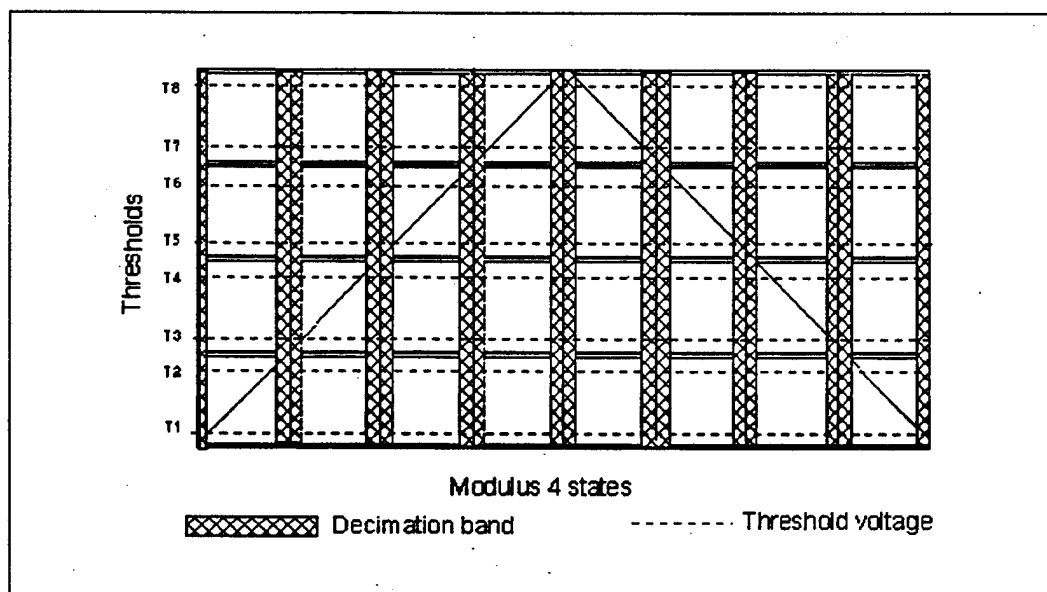 T8
T7
T6
T5
T4
T3
T2
T1
Thresholds
Modulus 4 states
Decimation band
Threshold voltage